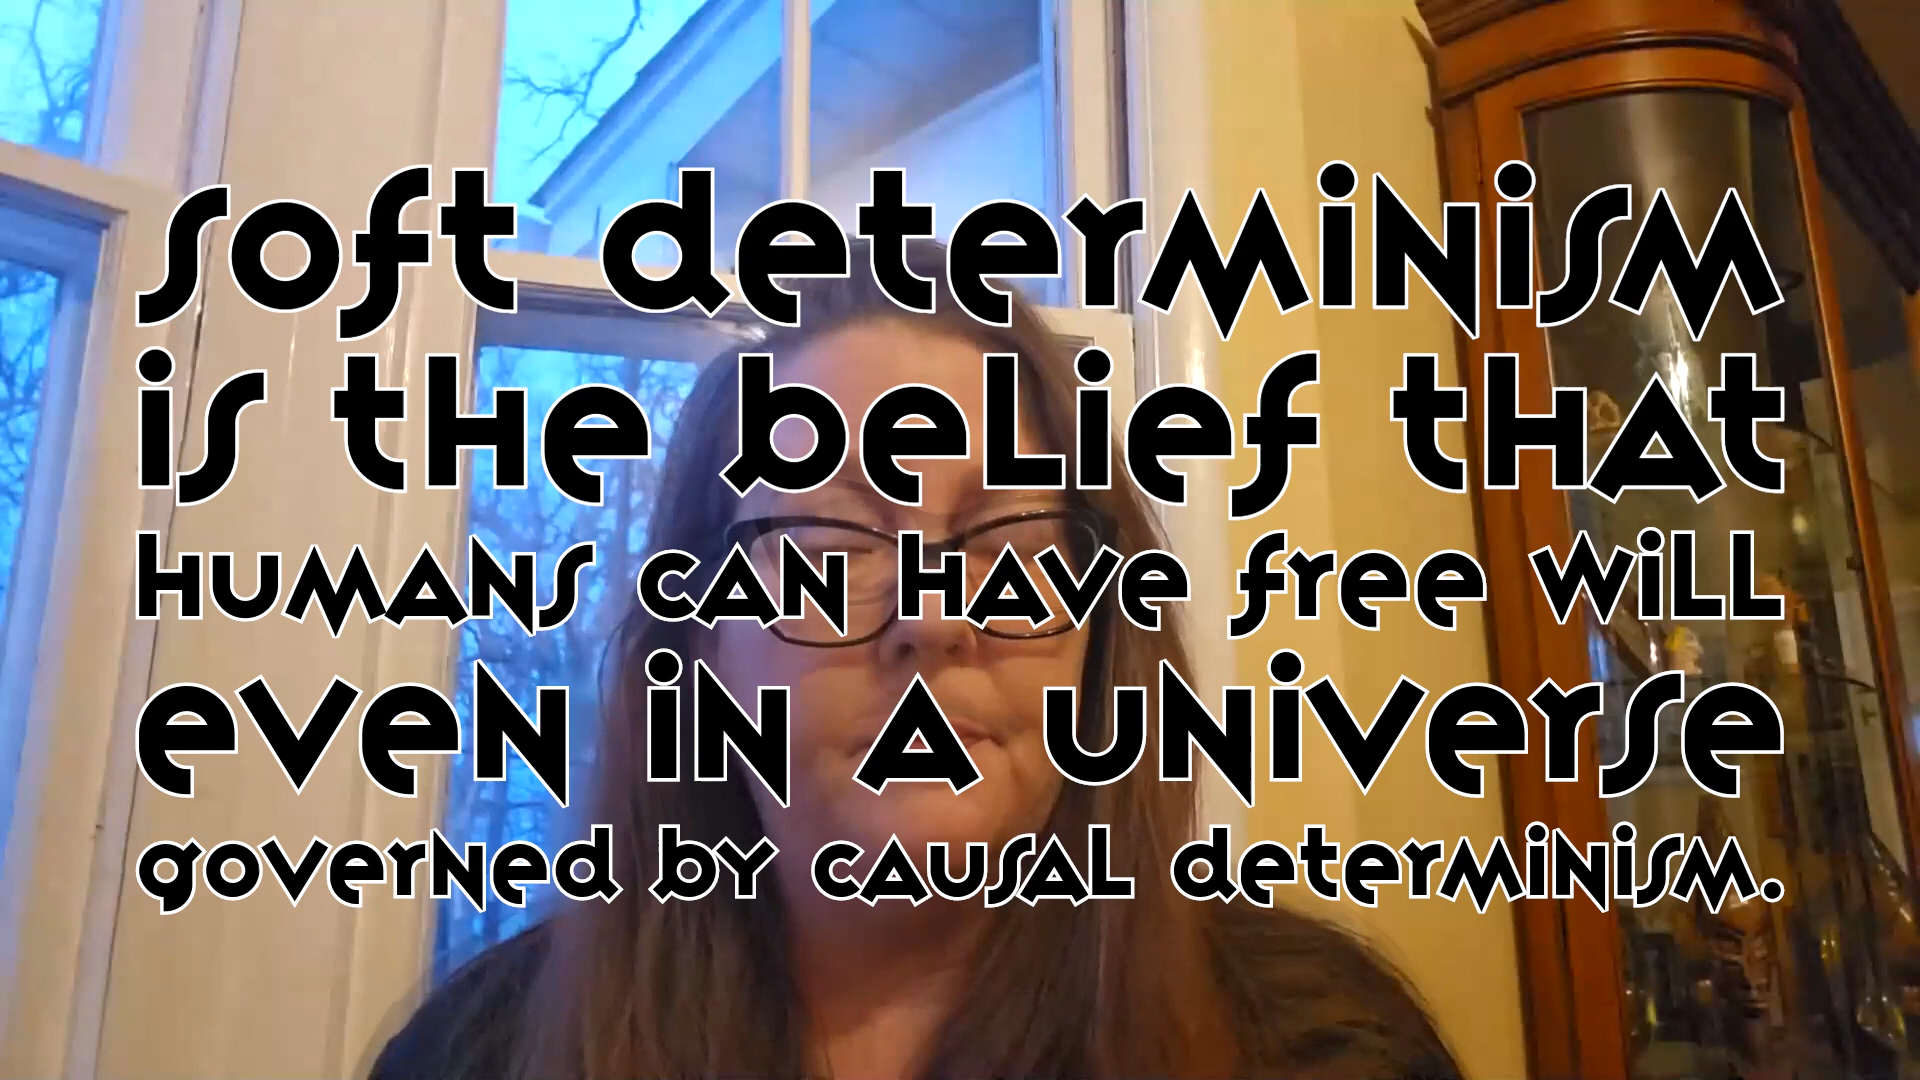 soft determinism
is the belief that
humans can have free will
even in a universe
governed by causal determinism.